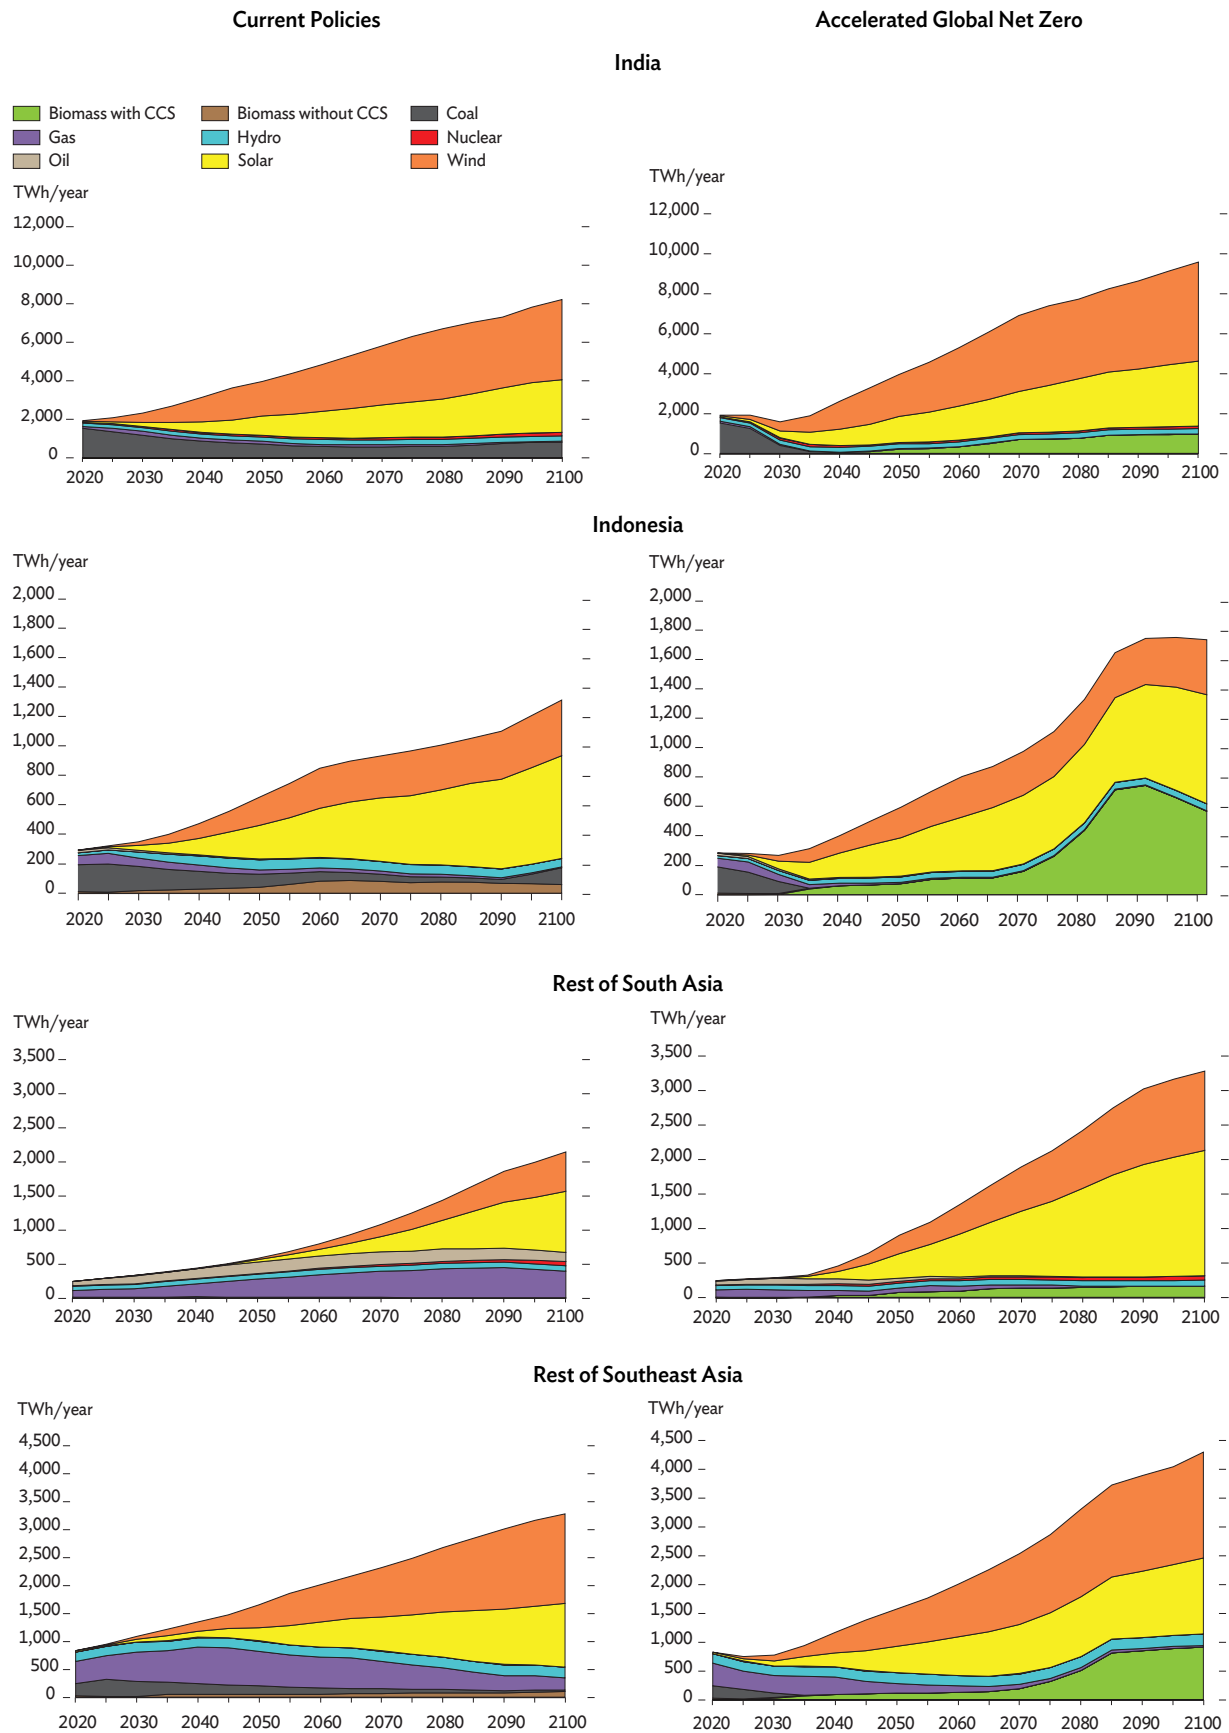 Current Policies
Accelerated Global Net Zero
India
Biomass with CCS
Biomass without CCS
Coal
Gas
Hydro
Nuclear
Oil
Solar
Wind
TWh/year
12,000
10,000
8,000
6,000
4,000
2,000
0
2020 2030 2040 2050 2060 2070 2080 2090 2100
TWh/year
12,000
10,000
8,000
6,000
4,000
2,000
0
2020 2030 2040 2050 2060 2070 2080 2090 2100
Indonesia
TWh/year
2,000
1,800
1,600
1,400
1,200
1,000
800
600
400
200
0
2020 2030 2040 2050 2060 2070 2080 2090 2100
TWh/year
2,000
1,800
1,600
1,400
1,200
1,000
800
600
400
200
0
2020 2030 2040 2050 2060 2070 2080 2090 2100
Rest of South Asia
TWh/year
3,500
3,000
2,500
2,000
1,500
1,000
500
0
2020 2030 2040 2050 2060 2070 2080 2090 2100
TWh/year
3,500
3,000
2,500
2,000
1,500
1,000
500
0
2020 2030 2040 2050 2060 2070 2080 2090 2100
Rest of Southeast Asia
TWh/year
4,500
4,000
3,500
3,000
2,500
2,000
1,500
1,000
500
0
2020 2030 2040 2050 2060 2070 2080 2090 2100
TWh/year
4,500
4,000
3,500
3,000
2,500
2,000
1,500
1,000
500
0
2020 2030 2040 2050 2060 2070 2080 2090 2100